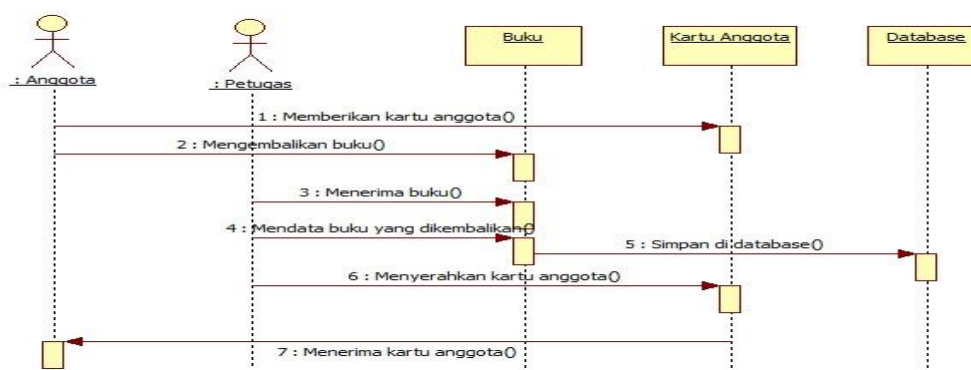 : Anggota
: Petugas
Buku
Kartu Anggota
Database
1 : Memberikan kartu anggota()
2 : Mengembalikan buku()
3 : Menerima buku()
4 : Mendata buku yang dikembalikan()
5 : Simpan di database()
6 : Menyerahkan kartu anggota()
7 : Menerima kartu anggota()